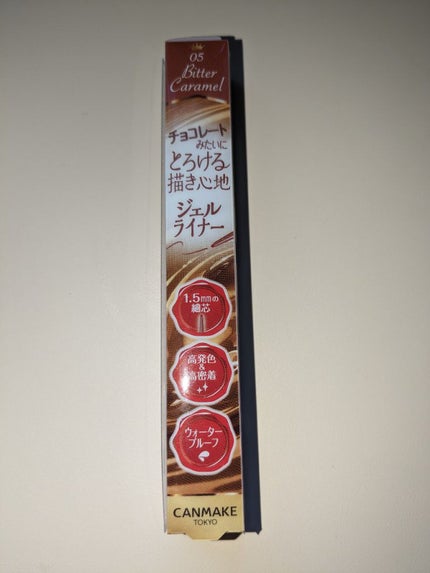 05
Bitter
Caramel
チョコレート
みたいに
とろける
描き心地
ジェル
ライナー
1.5mmの
細芯
高発色
&
高密着
ウォーター
プルーフ
CANMAKE
TOKYO